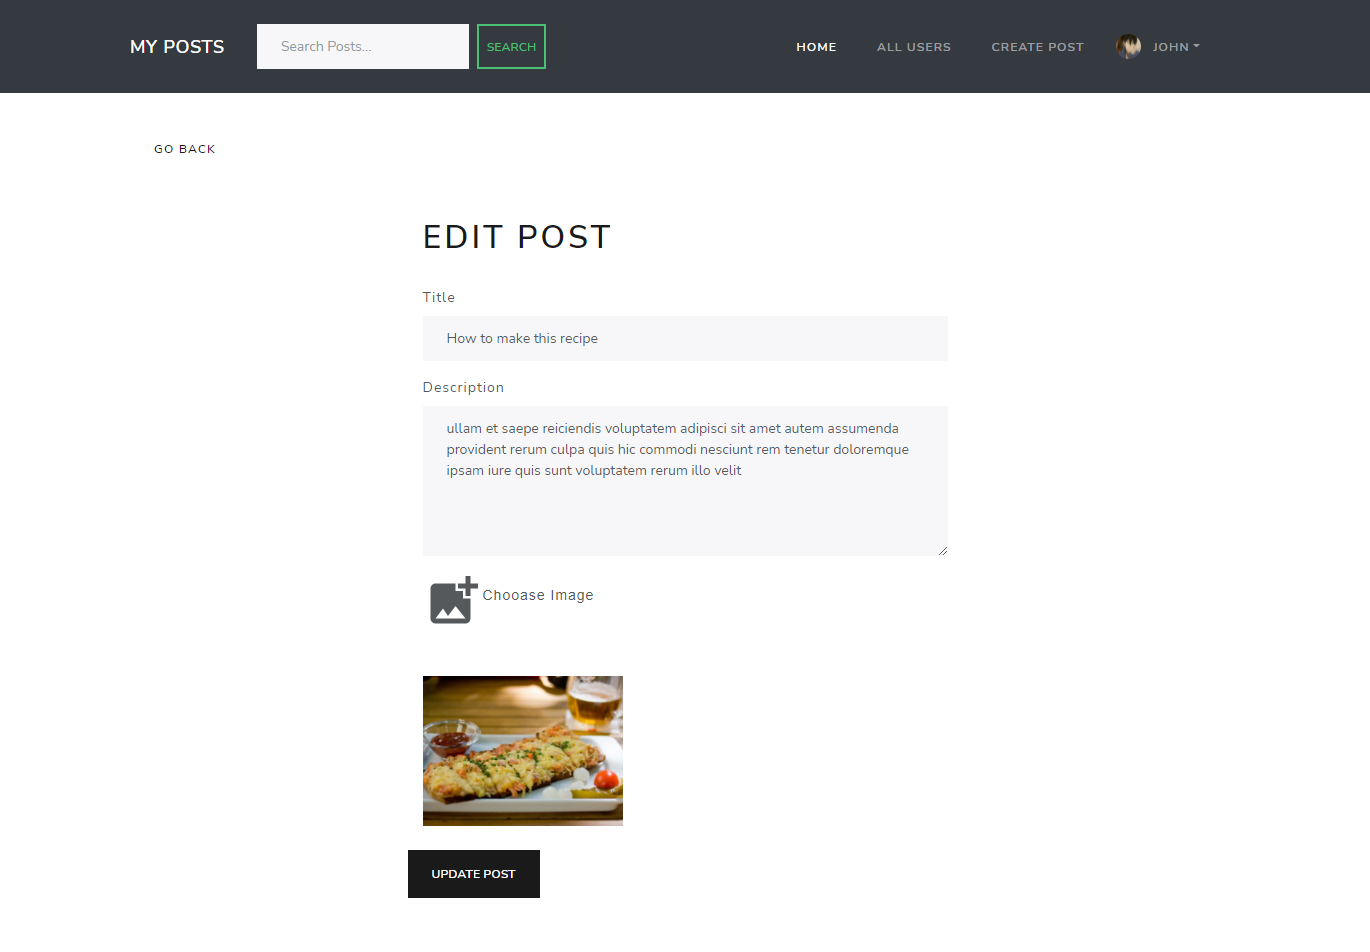 MY POSTS
Search Posts...
SEARCH
HOME
ALL USERS
CREATE POST
JOHN
GO BACK
EDIT POST
Title
How to make this recipe
Description
ullam et saepe reiciendis voluptatem adipisci sit amet autem assumenda
provident rerum culpa quis hic commodi nesciunt rem tenetur doloremque
ipsam iure quis sunt voluptatem rerum illo velit
Chooase Image
UPDATE POST